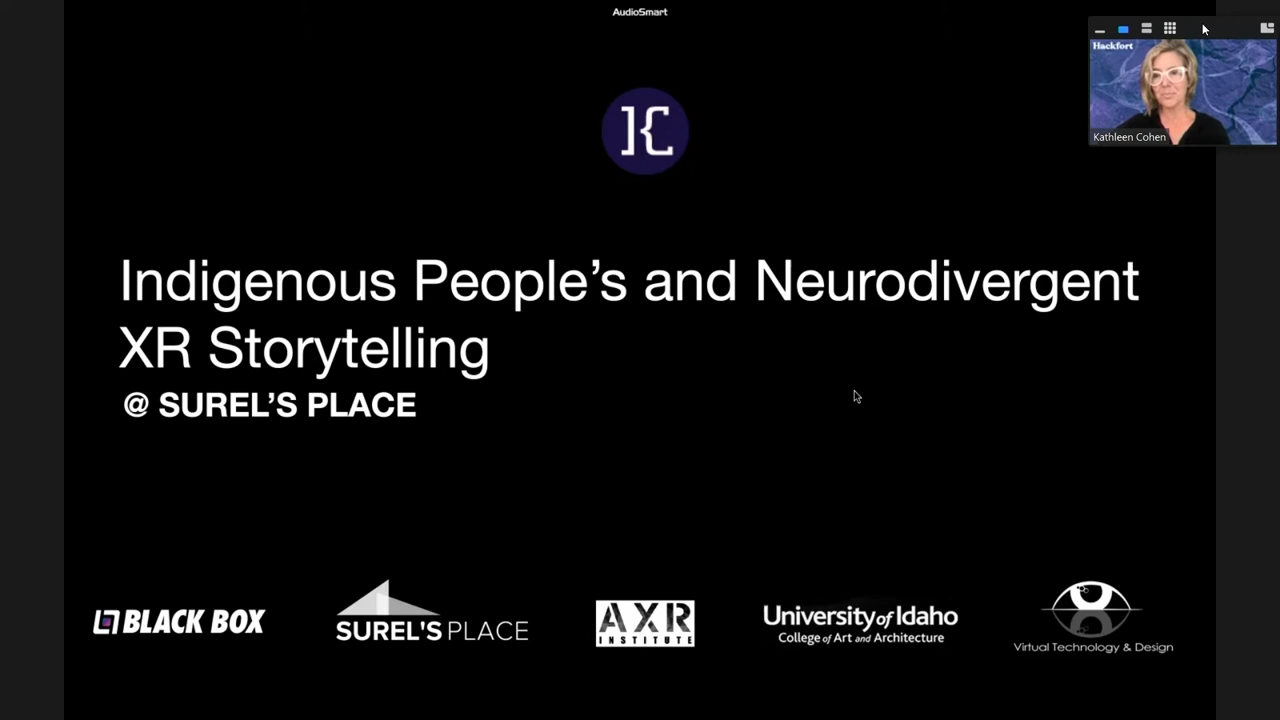 AudioSmart
Hackfort
Kathleen Cohen
Indigenous People’s and Neurodivergent
XR Storytelling
@ SUREL’S PLACE
BLACK BOX
SUREL'S PLACE
AXR
INSTITUTE
University of Idaho
College of Art and Architecture
Virtual Technology & Design